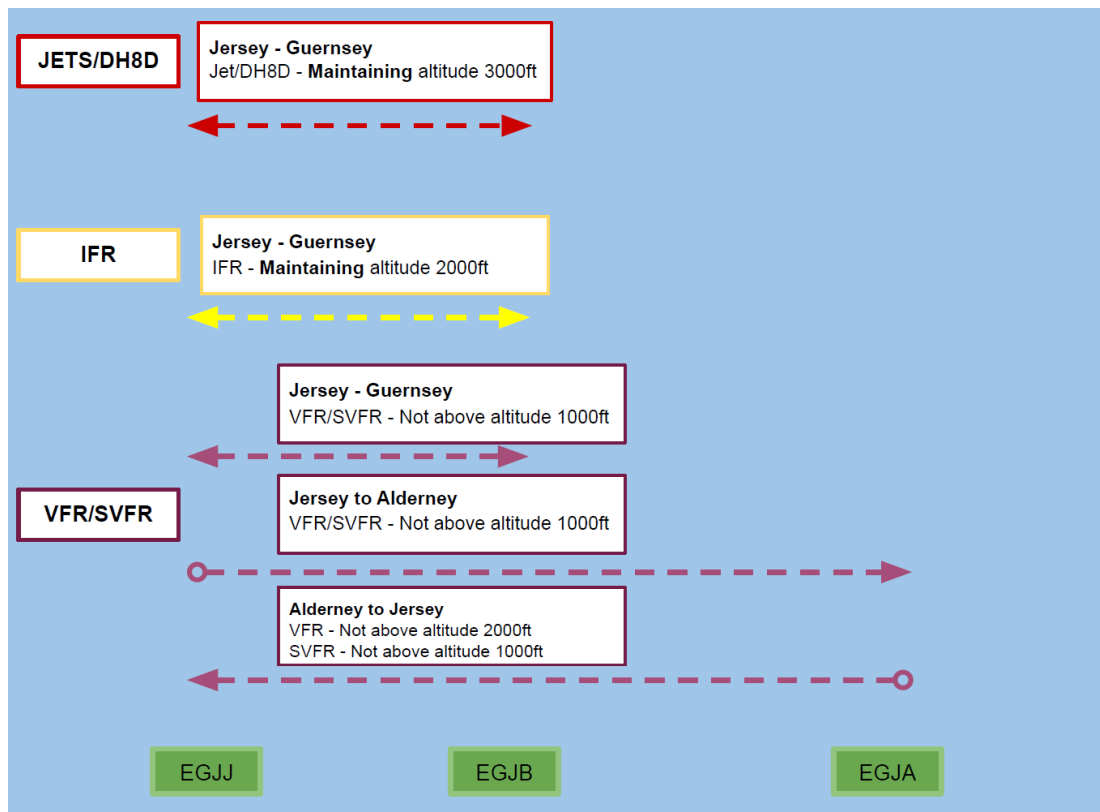 JETS/DH8D
Jersey - Guernsey
Jet/DH8D - Maintaining altitude 3000ft
IFR
Jersey - Guernsey
IFR - Maintaining altitude 2000ft
Jersey - Guernsey
VFR/SVFR - Not above altitude 1000ft
VFR/SVFR
Jersey to Alderney
VFR/SVFR - Not above altitude 1000ft
Alderney to Jersey
VFR - Not above altitude 2000ft
SVFR - Not above altitude 1000ft
EGJJ
EGJB
EGJA